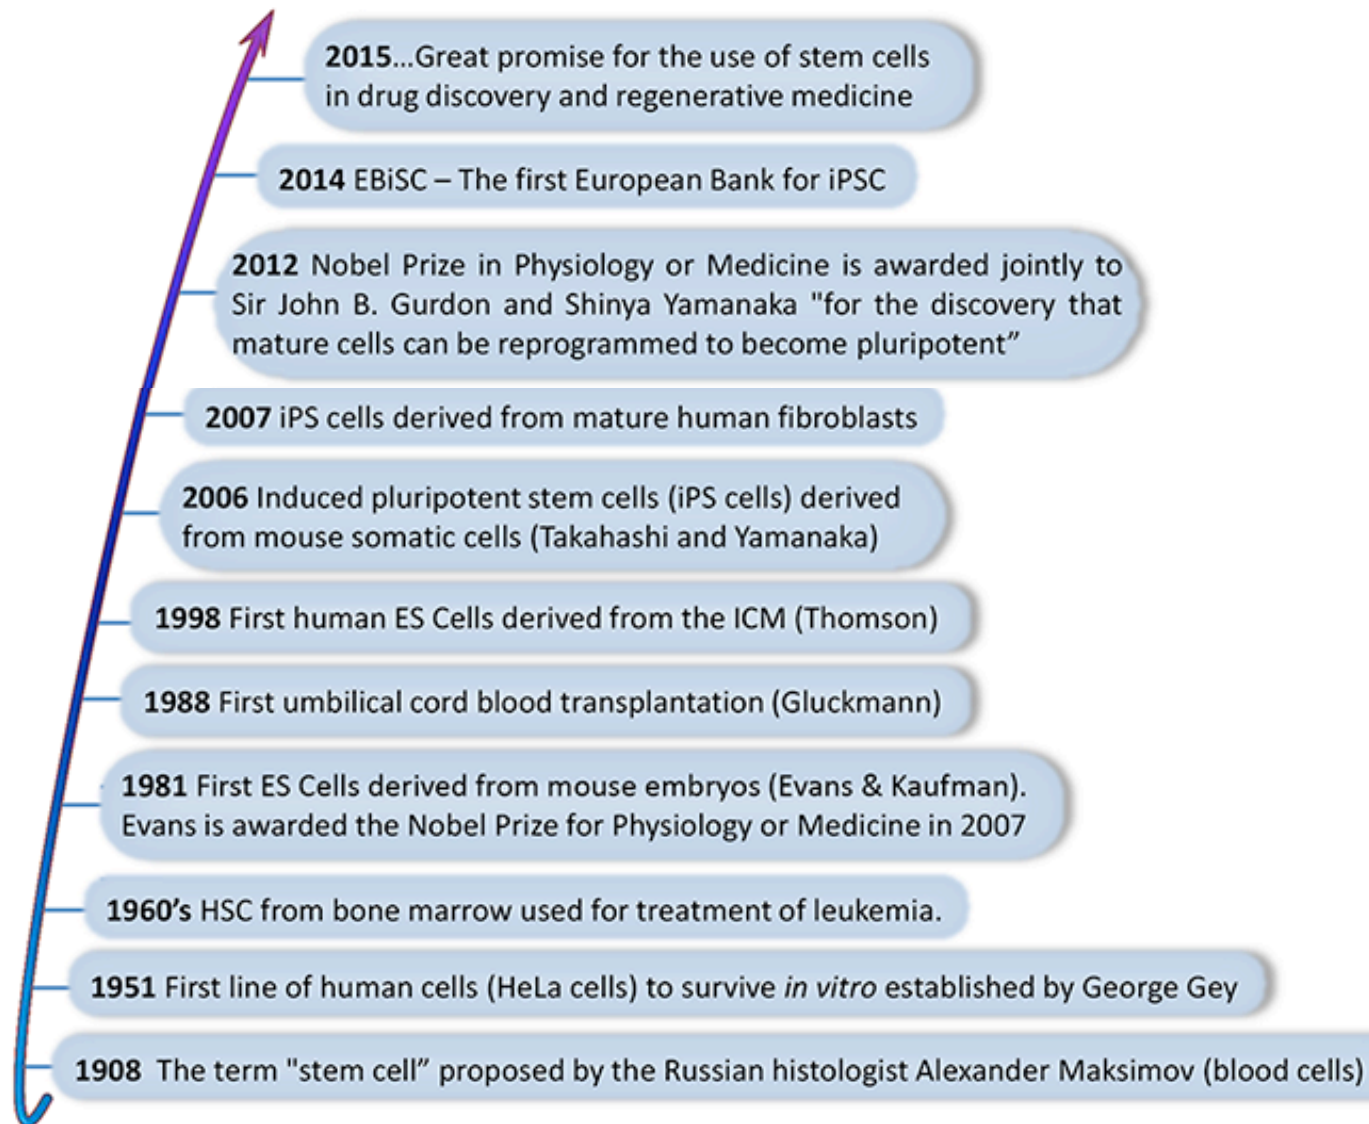 2015...Great promise for the use of stem cells
in drug discovery and regenerative medicine
2014 EBiSC – The first European Bank for iPSC
2012 Nobel Prize in Physiology or Medicine is awarded jointly to
Sir John B. Gurdon and Shinya Yamanaka "for the discovery that
mature cells can be reprogrammed to become pluripotent”
2007 iPS cells derived from mature human fibroblasts
2006 Induced pluripotent stem cells (iPS cells) derived
from mouse somatic cells (Takahashi and Yamanaka)
1998 First human ES Cells derived from the ICM (Thomson)
1988 First umbilical cord blood transplantation (Gluckmann)
1981 First ES Cells derived from mouse embryos (Evans & Kaufman).
Evans is awarded the Nobel Prize for Physiology or Medicine in 2007
1960’s HSC from bone marrow used for treatment of leukemia.
1951 First line of human cells (HeLa cells) to survive in vitro established by George Gey
1908 The term "stem cell” proposed by the Russian histologist Alexander Maksimov (blood cells)